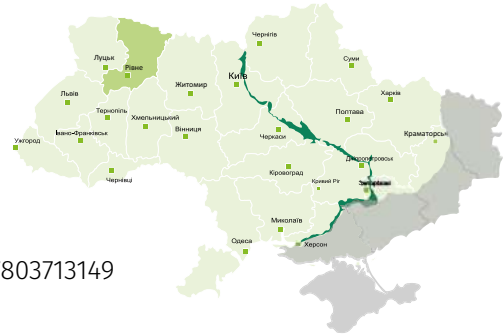 Чернігів
Луцьк
Рівне
Суми
Київ
Житомир
Львів
Харків
Тернопіль
Хмельницький
Полтава
Івано-Франківськ
Вінниця
Черкаси
Ужгород
Краматорськ
Дніпропетровськ
Чернівці
Кіровоград
Кривий Ріг
Миколаїв
Одеса
Херсон
7803713149